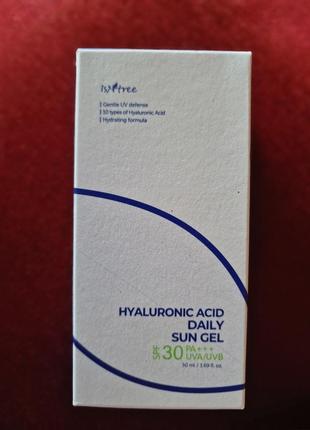 Isntree
| Gentle UV defense
| 10 types of Hyaluronic Acid
| Hydrating formula
HYALURONIC ACID
DAILY
SUN GEL
SPF 30 PA+++
UVA/UVB
50 ml / 1.69 fl. oz.